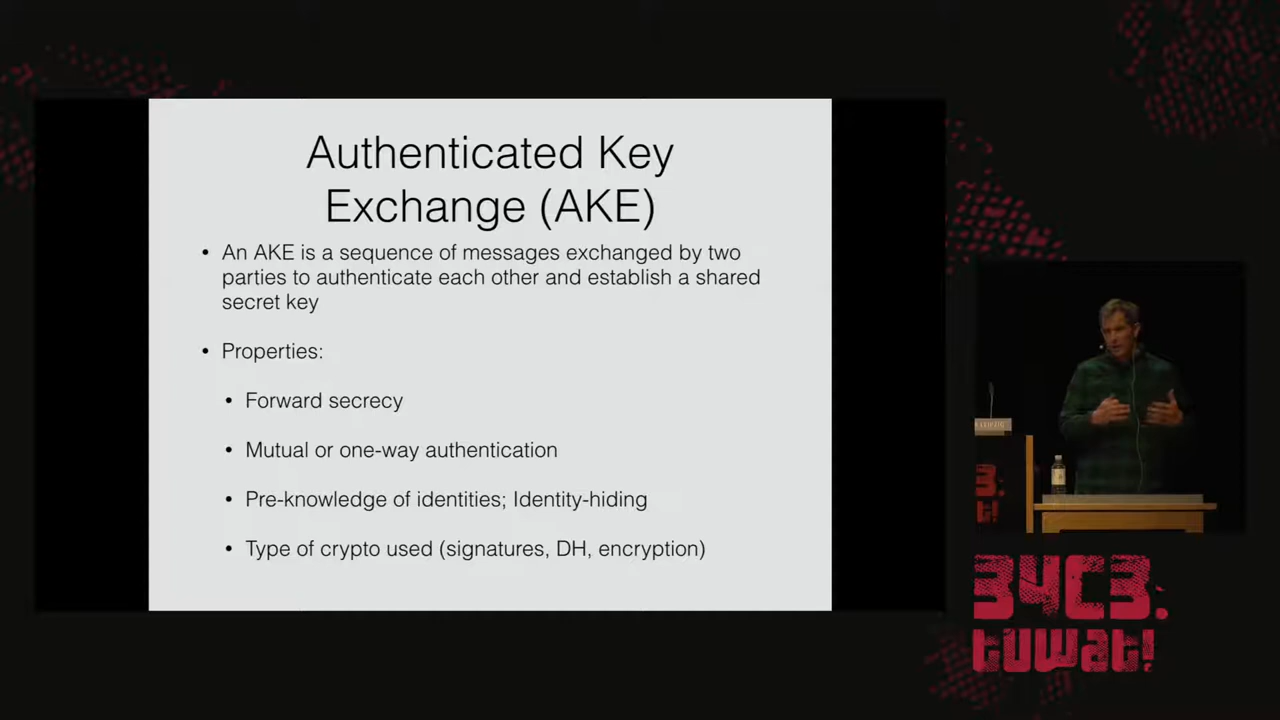 Authenticated Key
Exchange (AKE)
• An AKE is a sequence of messages exchanged by two
parties to authenticate each other and establish a shared
secret key
• Properties:
• Forward secrecy
• Mutual or one-way authentication
• Pre-knowledge of identities; Identity-hiding
• Type of crypto used (signatures, DH, encryption)
34C3.
tuwat!